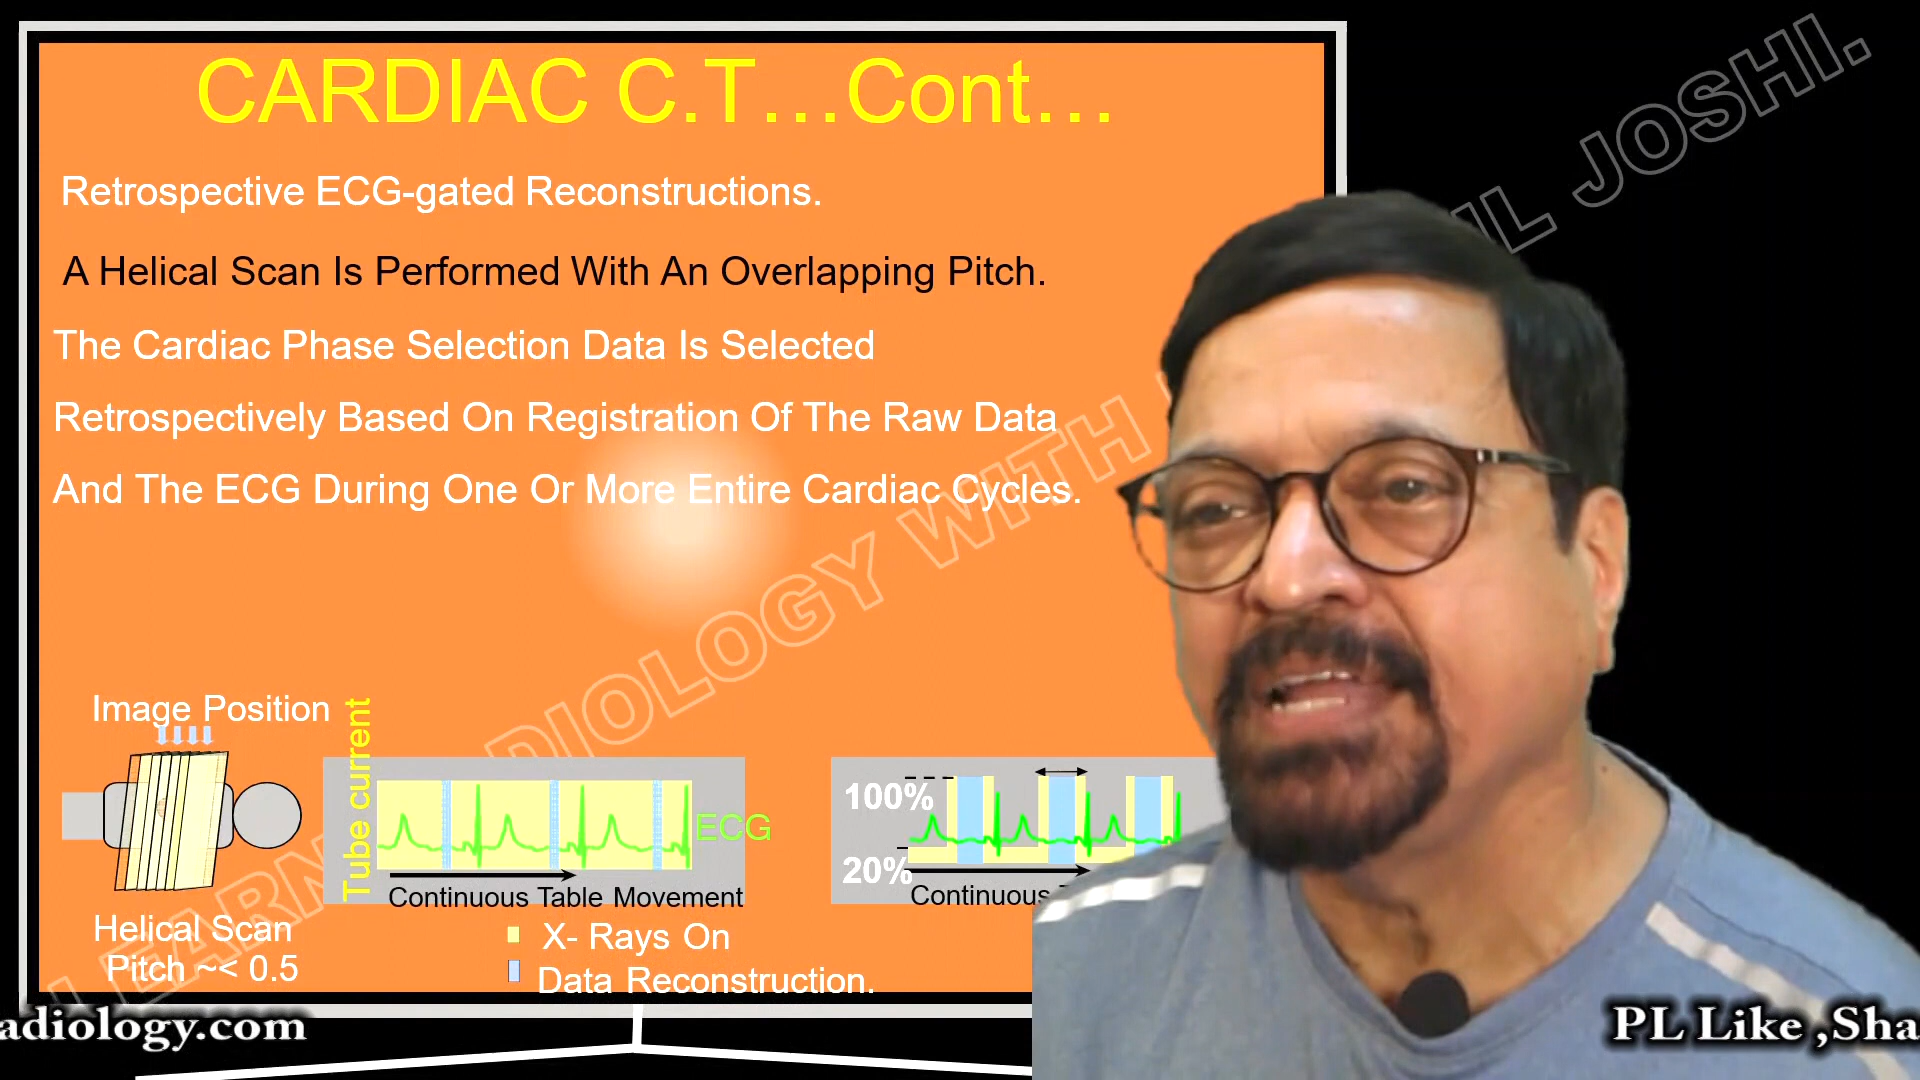 CARDIAC C.T...Cont...
Retrospective ECG-gated Reconstructions.
A Helical Scan Is Performed With An Overlapping Pitch.
The Cardiac Phase Selection Data Is Selected
Retrospectively Based On Registration Of The Raw Data
And The ECG During One Or More Entire Cardiac Cycles.
Image Position
Tube current
ECG
100%
20%
Continuous Table Movement
Continuous
Helical Scan
Pitch ~< 0.5
X- Rays On
Data Reconstruction.
LEARN RADIOLOGY WITH
JOSHI.
adiology.com
PL Like ,Sha